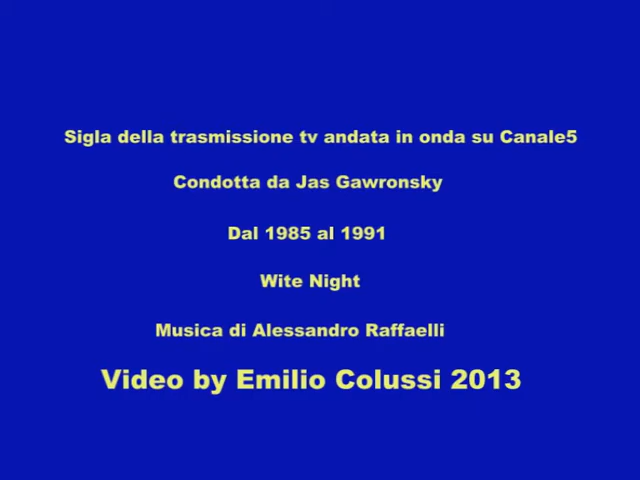 Sigla della trasmissione tv andata in onda su Canale5
Condotta da Jas Gawronsky
Dal 1985 al 1991
Wite Night
Musica di Alessandro Raffaelli
Video by Emilio Colussi 2013